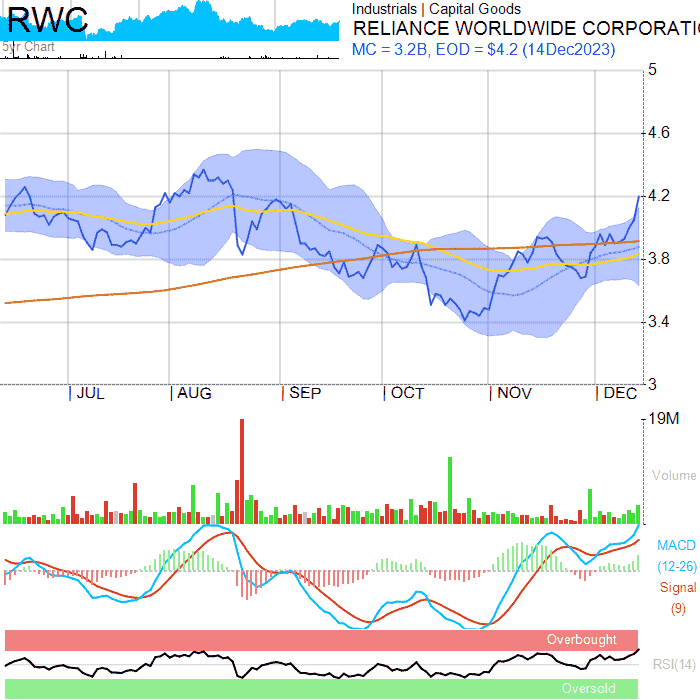 RWC
Industrials | Capital Goods
RELIANCE WORLDWIDE CORPORATI
MC = 3.2B, EOD = $4.2 (14Dec2023)
5yr Chart
5
4.6
4.2
3.8
3.4
3
JUL
AUG
SEP
OCT
NOV
DEC
19M
Volume
MACD
(12-26)
Signal
(9)
Overbought
RSI(14)
Oversold